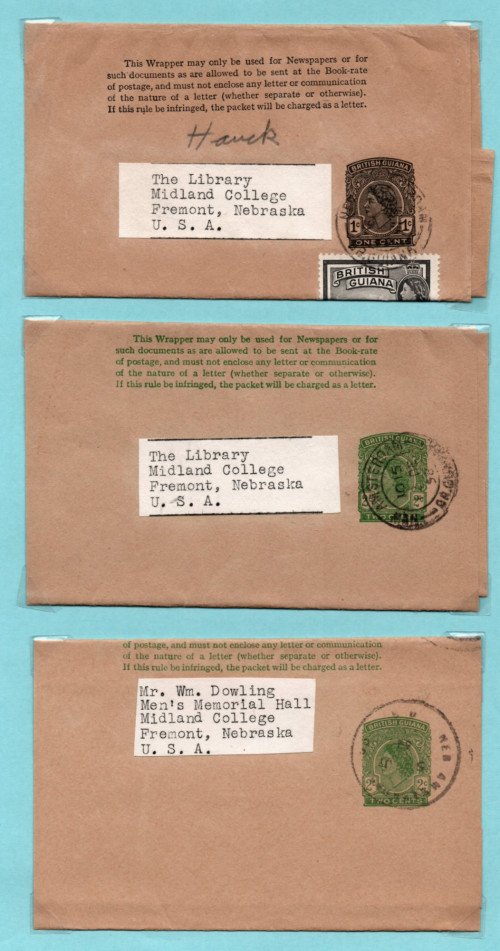 This Wrapper may only be used for Newspapers or for
such documents as are allowed to be sent at the Book-rate
of postage, and must not enclose any letter or communication
of the nature of a letter (whether separate or otherwise).
If this rule be infringed, the packet will be charged as a letter.
Hauck
The Library
Midland College
Fremont, Nebraska
U. S. A.
BRITISH GUIANA
1c 1c
ONE CENT
BRITISH
GUIANA
This Wrapper may only be used for Newspapers or for
such documents as are allowed to be sent at the Book-rate
of postage, and must not enclose any letter or communication
of the nature of a letter (whether separate or otherwise).
If this rule be infringed, the packet will be charged as a letter.
The Library
Midland College
Fremont, Nebraska
U. S. A.
BRITISH GUIANA
of postage, and must not enclose any letter or communication
of the nature of a letter (whether separate or otherwise).
If this rule be infringed, the packet will be charged as a letter.
Mr. Wm. Dowling
Men's Memorial Hall
Midland College
Fremont, Nebraska
U. S. A.
BRITISH GUIANA
2c 2c
TWO CENTS